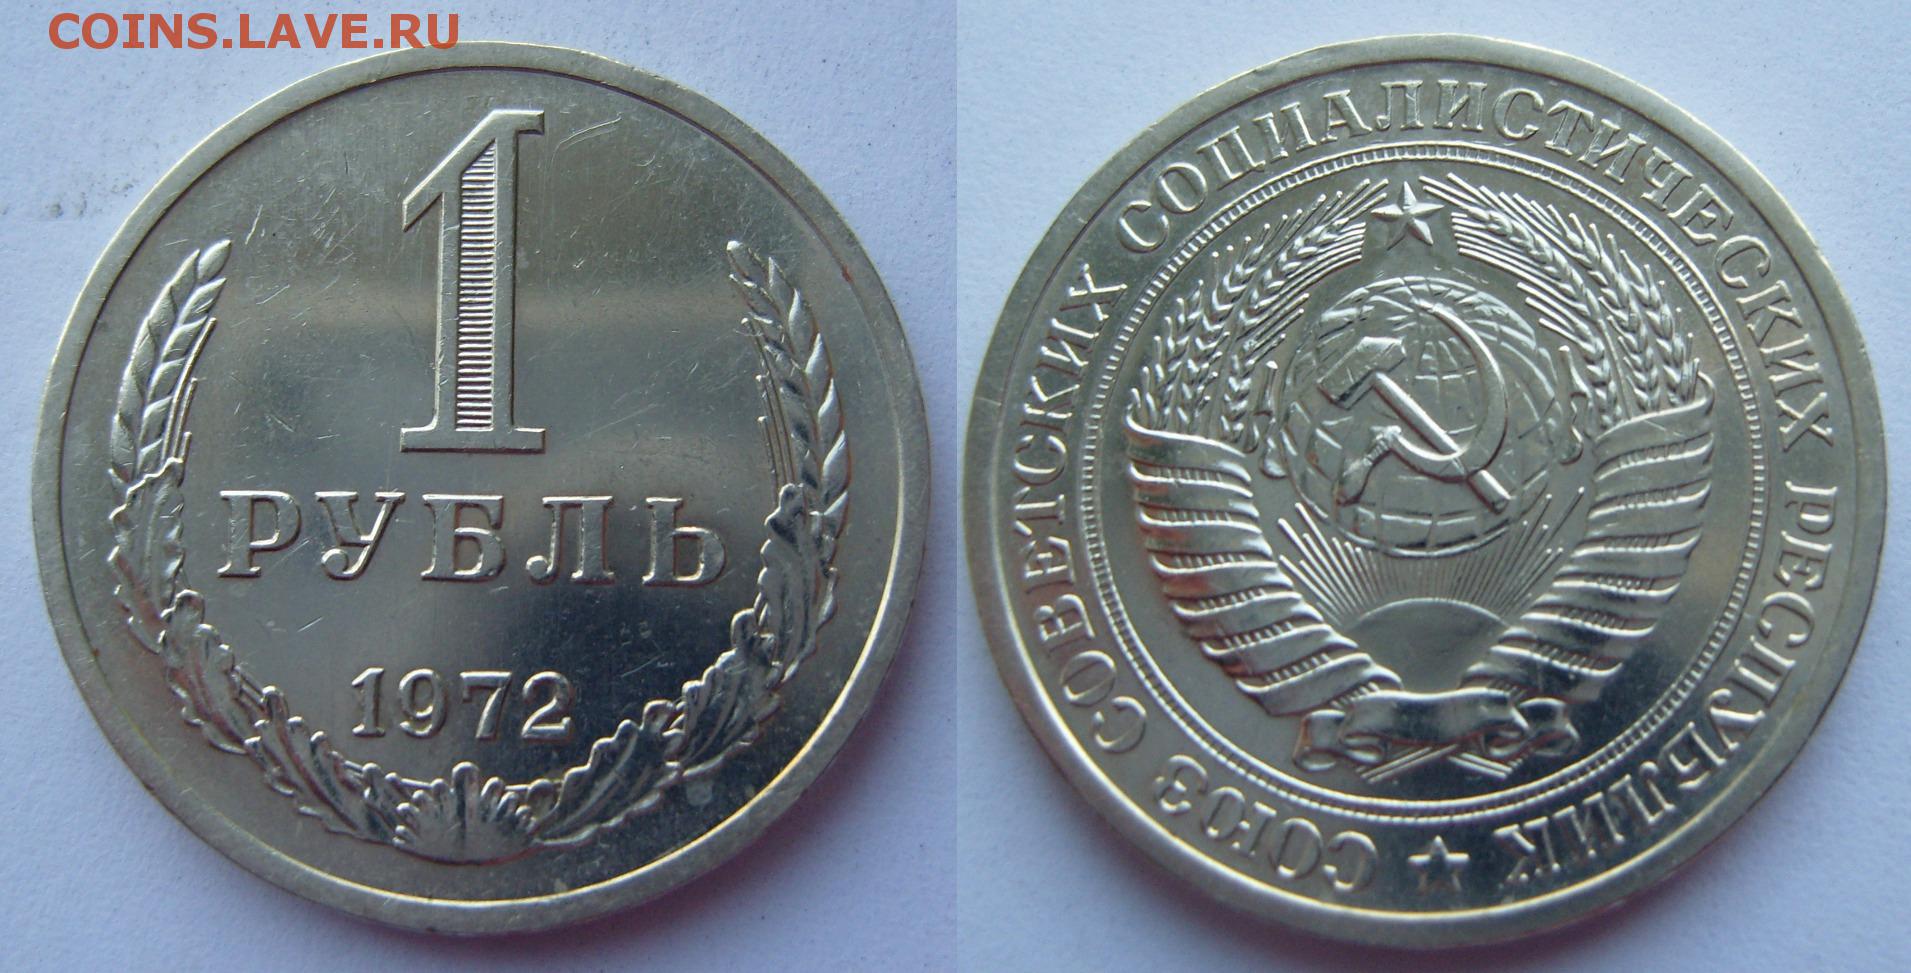 COINS.LAVE.RU
1
РУБЛЬ
1972
СОЮЗ СОВЕТСКИХ СОЦИАЛИСТИЧЕСКИХ РЕСПУБЛИК